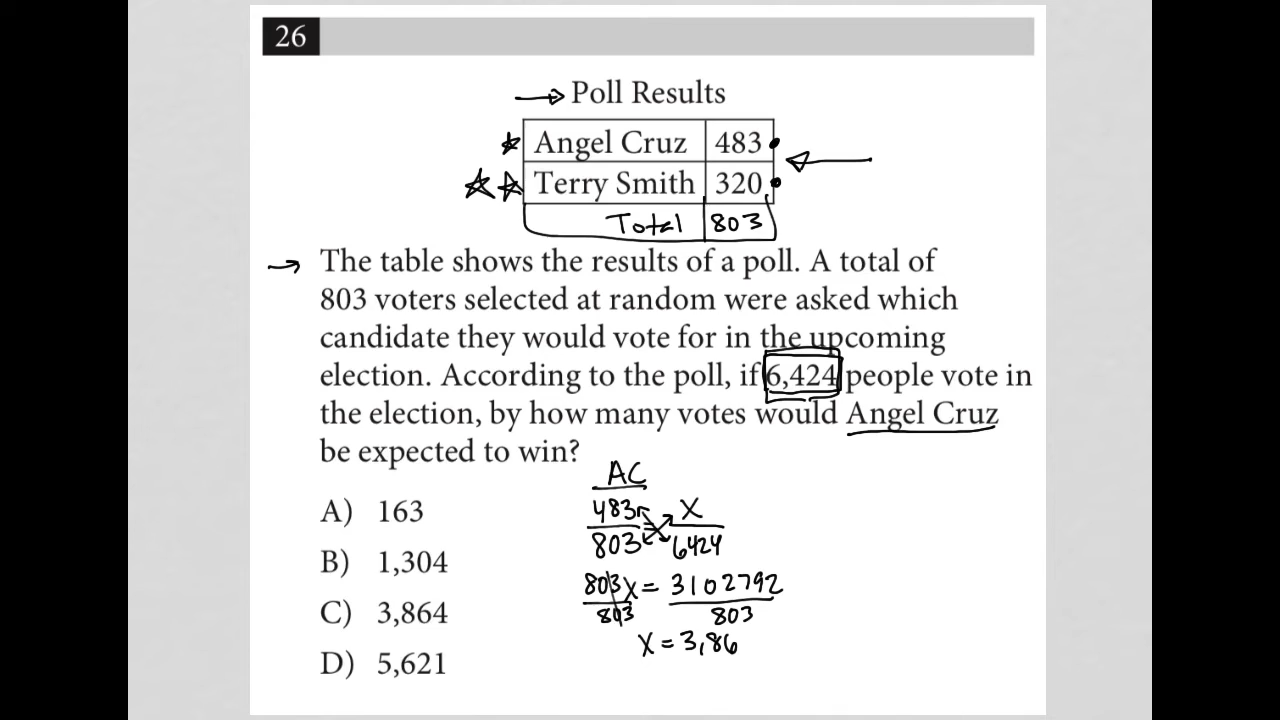 26
Poll Results
Angel Cruz 483
Terry Smith 320
Total 803
The table shows the results of a poll. A total of
803 voters selected at random were asked which
candidate they would vote for in the upcoming
election. According to the poll, if 6,424 people vote in
the election, by how many votes would Angel Cruz
be expected to win?
A) 163
B) 1,304
C) 3,864
D) 5,621
AC
483 X
803 = 6424
803x = 3102792
803 803
X = 3,86